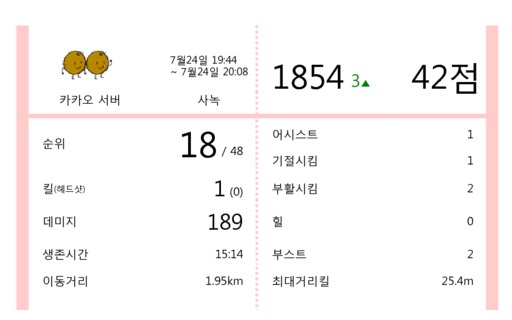 7월24일 19:44
~ 7월24일 20:08
카카오 서버
사녹
1854 3▲
42점
순위 18 / 48
킬(헤드샷) 1 (0)
데미지 189
생존시간 15:14
이동거리 1.95km
어시스트 1
기절시킴 1
부활시킴 2
힐 0
부스트 2
최대거리킬 25.4m